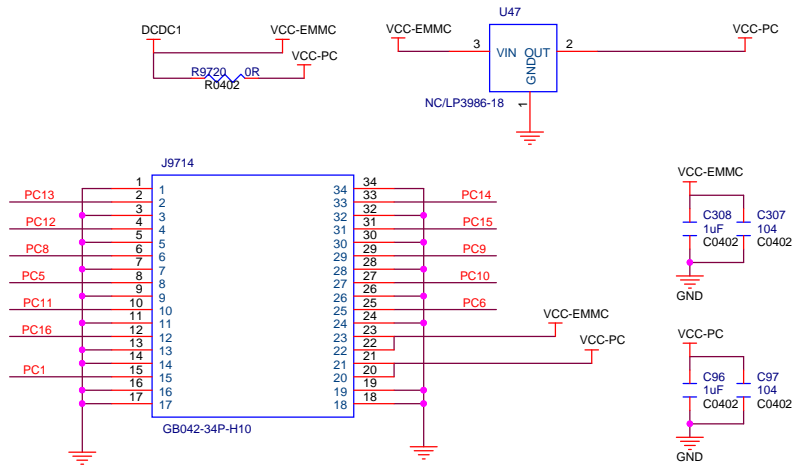 U47
DCDC1 VCC-EMMC VCC-EMMC VCC-PC
3 VIN OUT 2
GND
VCC-PC
R9720 0R
R0402
1
NC/LP3986-18
J9714
1 1 34 34
PC13 2 2 33 33 PC14
3 3 32 32
PC12 4 4 31 31 PC15
5 5 30 30
PC8 6 6 29 29 PC9
7 7 28 28
PC5 8 8 27 27 PC10
9 9 26 26
PC11 10 10 25 25 PC6
11 11 24 24
PC16 12 12 23 23 VCC-EMMC
13 13 22 22
14 14 21 21 VCC-PC
PC1 15 15 20 20
16 16 19 19
17 17 18 18
GB042-34P-H10
VCC-EMMC
C308 C307
1uF 104
C0402 C0402
GND
VCC-PC
C96 C97
1uF 104
C0402 C0402
GND